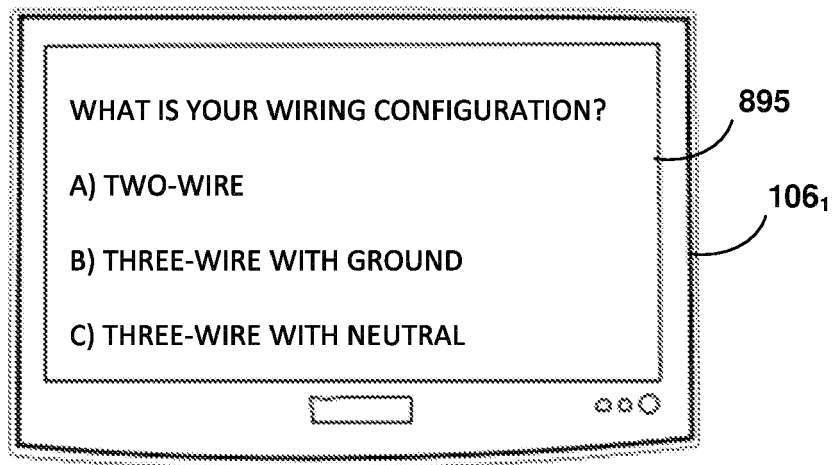 WHAT IS YOUR WIRING CONFIGURATION?
895
A) TWO-WIRE
106₁
B) THREE-WIRE WITH GROUND
C) THREE-WIRE WITH NEUTRAL